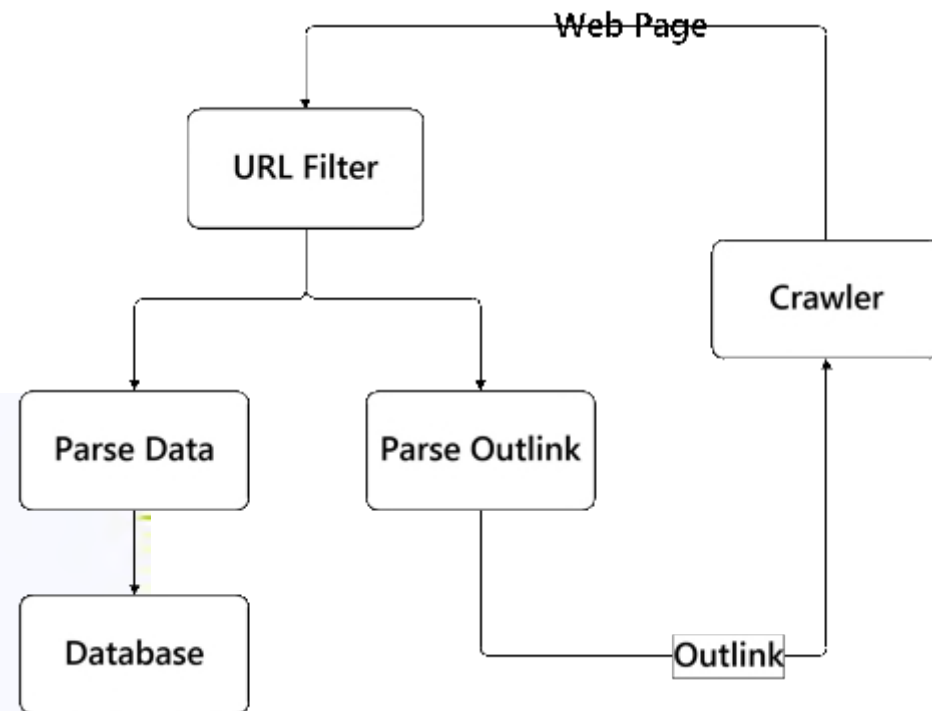 Web Page
URL Filter
Crawler
Parse Data
Parse Outlink
Database
Outlink